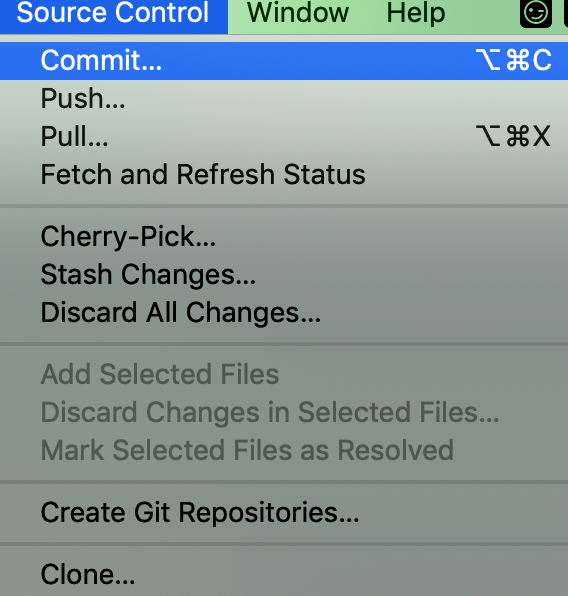 Source Control Window Help
Commit... ⌥⌘C
Push...
Pull... ⌥⌘X
Fetch and Refresh Status
Cherry-Pick...
Stash Changes...
Discard All Changes...
Add Selected Files
Discard Changes in Selected Files...
Mark Selected Files as Resolved
Create Git Repositories...
Clone...